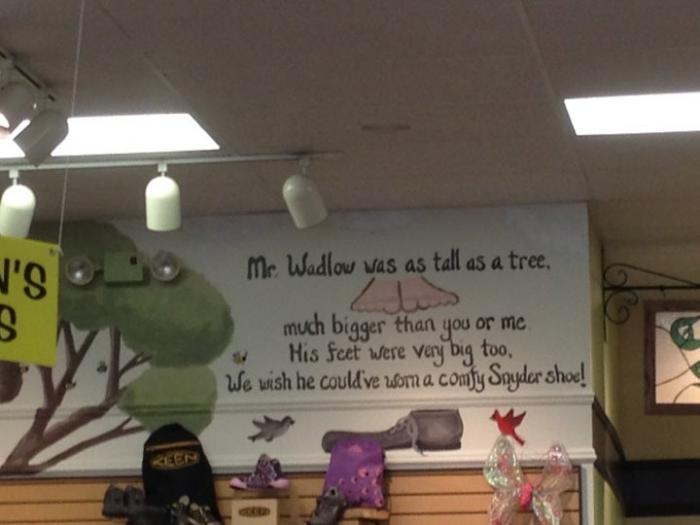 N'S
S
Mr. Wadlow was as tall as a tree,
much bigger than you or me.
His feet were very big too,
We wish he could've worn a comfy Snyder shoe!
KEEN
KEEN